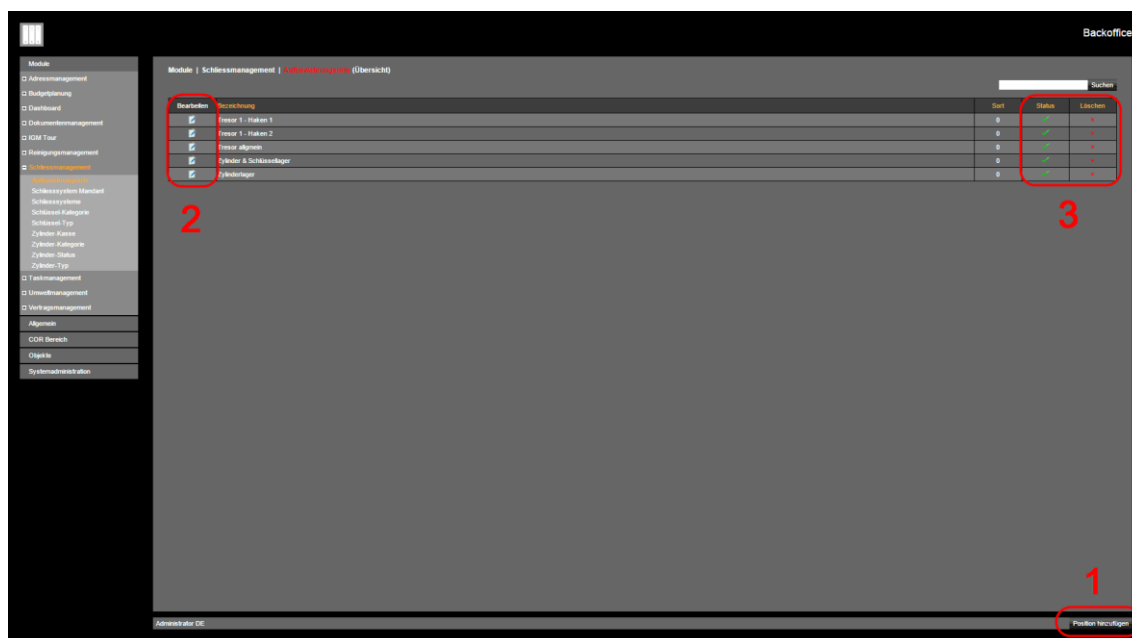 Backoffice
Module
Adressmanagement
Budgetplanung
Dashboard
Dokumentenmanagement
IGM Tour
Reinigungsmanagement
Schliessmanagement
Schliesssystem Mandant
Schliesssysteme
Schlüssel-Kategorie
Schlüssel-Typ
Zylinder-Kasse
Zylinder-Kategorie
Zylinder-Status
Zylinder-Typ
Taskmanagement
Umweltmanagement
Vertragsmanagement
Allgemein
COR Bereich
Objekte
Systemadministration
Module | Schliessmanagement | (Übersicht)
Suchen
Bearbeiten Bezeichnung Sort Status Löschen
Tresor 1 - Haken 1 0
Tresor 1 - Haken 2 0
Tresor allgmein 0
Zylinder & Schlüssellager 0
Zylinderlager 0
2
3
1
Administrator DE Position hinzufügen